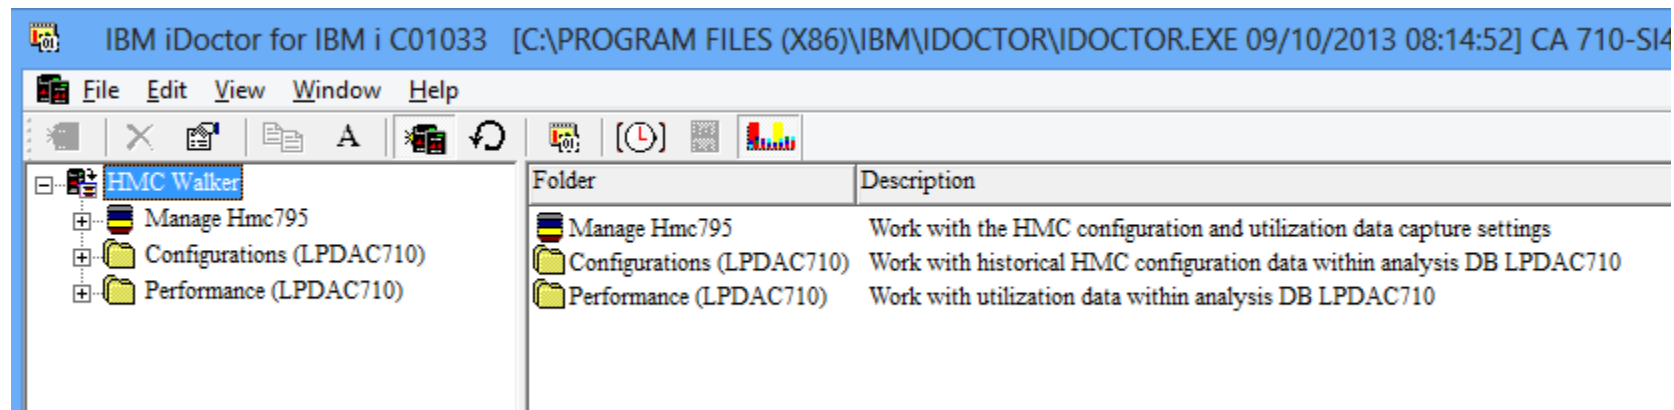 IBM iDoctor for IBM i C01033 [C:\PROGRAM FILES (X86)\IBM\IDOCTOR\IDOCTOR.EXE 09/10/2013 08:14:52] CA 710-SI4
File Edit View Window Help
A
HMC Walker
Manage Hmc795
Configurations (LPDAC710)
Performance (LPDAC710)
Folder Description
Manage Hmc795 Work with the HMC configuration and utilization data capture settings
Configurations (LPDAC710) Work with historical HMC configuration data within analysis DB LPDAC710
Performance (LPDAC710) Work with utilization data within analysis DB LPDAC710